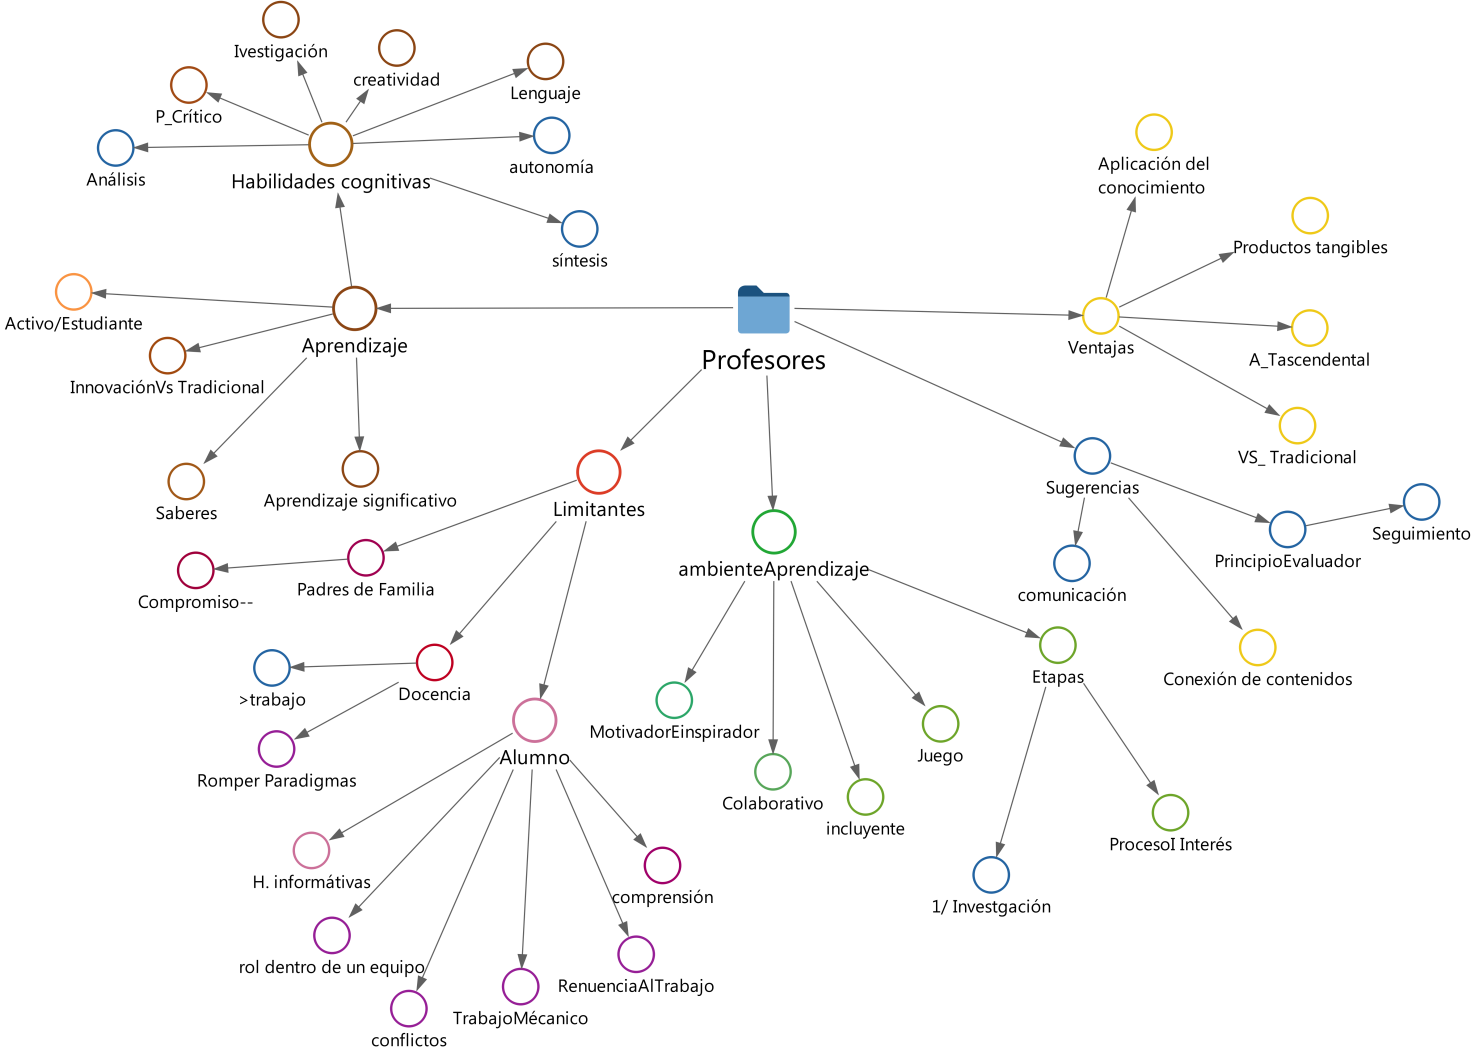 Ivestigación
creatividad
Lenguaje
P_Crítico
Análisis
autonomía
Habilidades cognitivas
síntesis
Aplicación del
conocimiento
Productos tangibles
Activo/Estudiante
Aprendizaje
InnovaciónVs Tradicional
Profesores
Ventajas
A_Tascendental
VS_ Tradicional
Saberes
Aprendizaje significativo
Limitantes
Sugerencias
PrincipioEvaluador
Seguimiento
ambienteAprendizaje
comunicación
Compromiso--
Padres de Familia
Conexión de contenidos
>trabajo
Docencia
Etapas
MotivadorEinspirador
Juego
Romper Paradigmas
Alumno
Colaborativo
incluyente
ProcesoI Interés
H. informátivas
comprensión
1/ Investgación
rol dentro de un equipo
RenuenciaAlTrabajo
TrabajoMécanico
conflictos